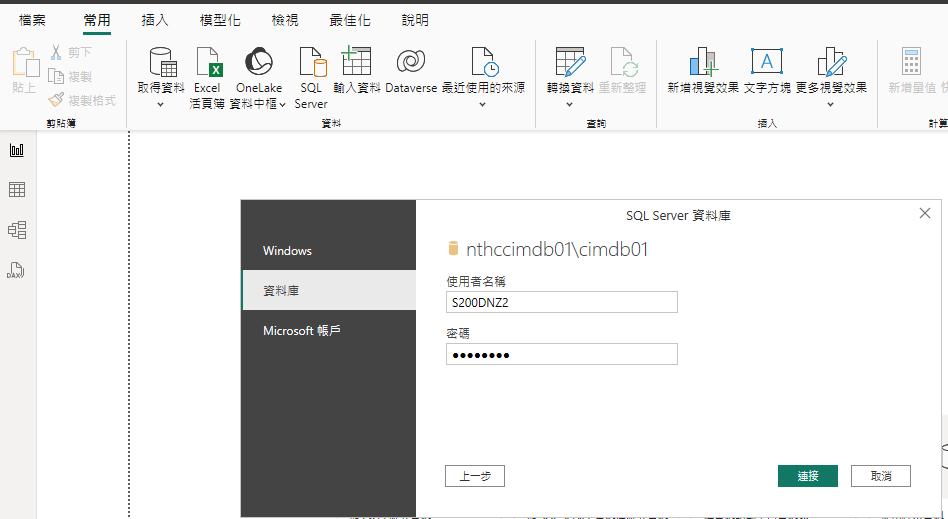 檔案 常用 插入 模型化 檢視 最佳化 說明
貼上 剪下
複製
複製格式
剪貼簿
取得資料 Excel 活頁簿 OneLake 資料中樞 SQL Server 輸入資料 Dataverse 最近使用的來源
資料
轉換資料 重新整理
查詢
新增視覺效果 文字方塊 更多視覺效果
A
插入
新增量值
計算
DAX
SQL Server 資料庫
Windows
資料庫
Microsoft 帳戶
nthccimdb01\cimdb01
使用者名稱
S200DNZ2
密碼
●●●●●●●●
上一步 連接 取消